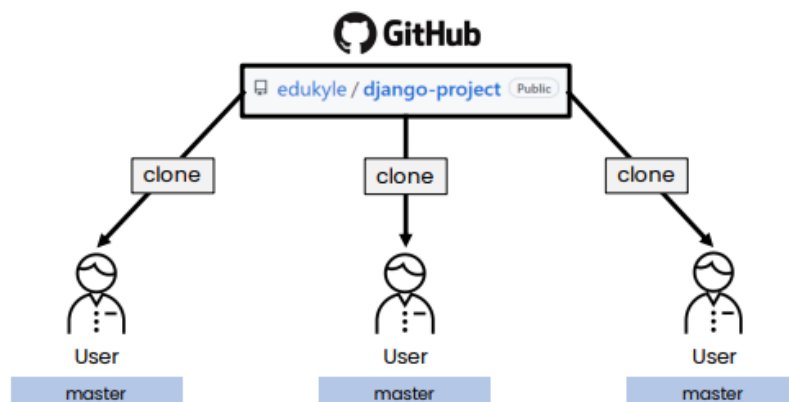 GitHub
edukyle / django-project Public
clone clone clone
User User User
master master master